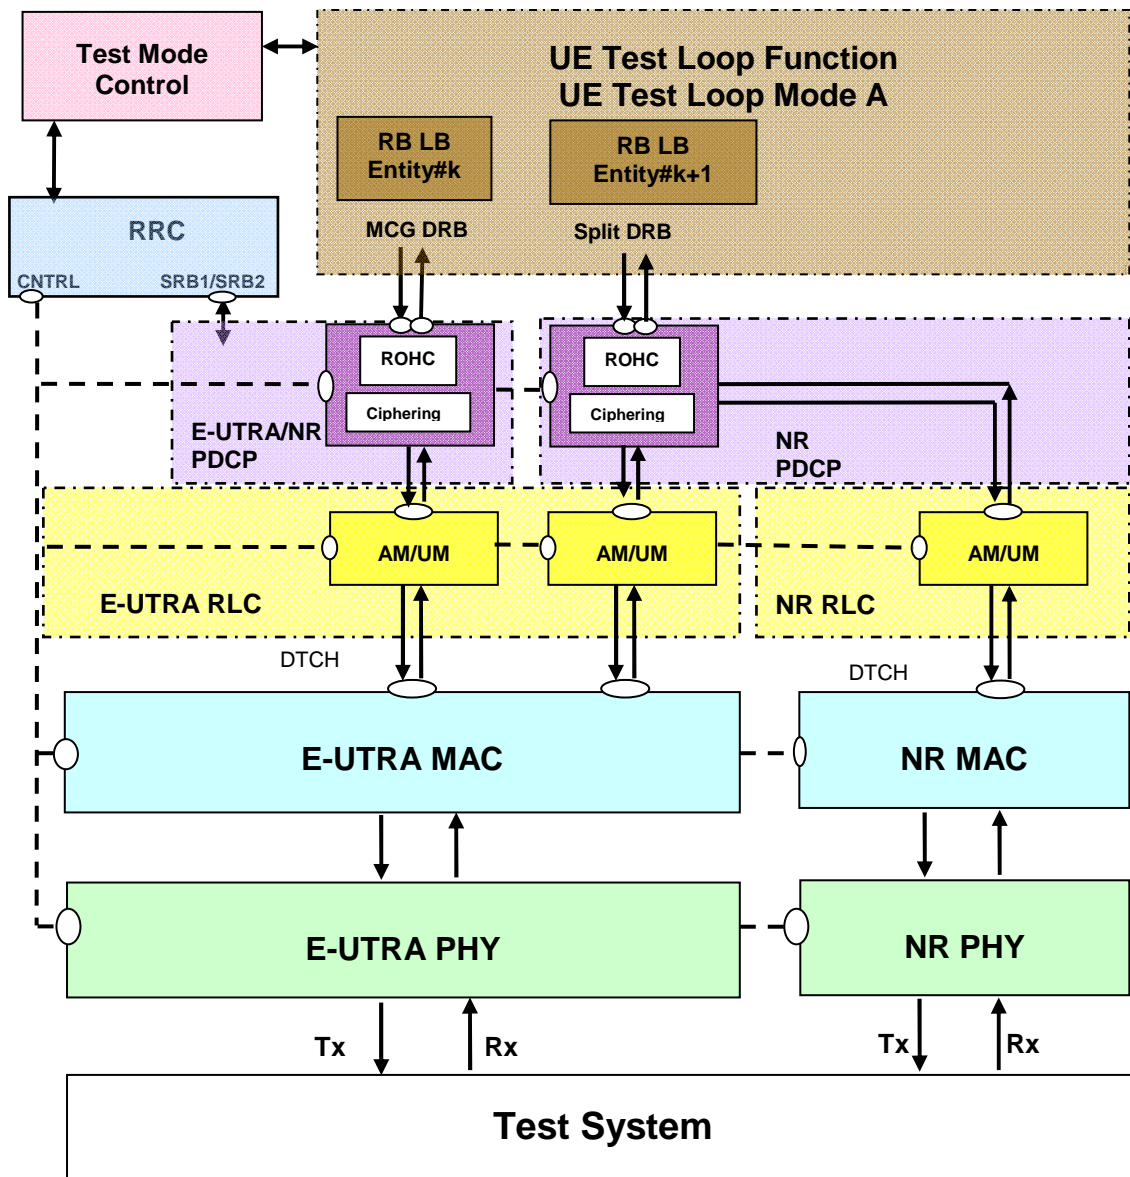 Test Mode
Control
UE Test Loop Function
UE Test Loop Mode A
RB LB
Entity#k
RB LB
Entity#k+1
MCG DRB
Split DRB
RRC
CNTRL
SRB1/SRB2
ROHC
Ciphering
E-UTRA/NR
PDCP
ROHC
Ciphering
NR
PDCP
AM/UM
AM/UM
AM/UM
E-UTRA RLC
NR RLC
DTCH
DTCH
E-UTRA MAC
NR MAC
E-UTRA PHY
NR PHY
Tx
Rx
Tx
Rx
Test System